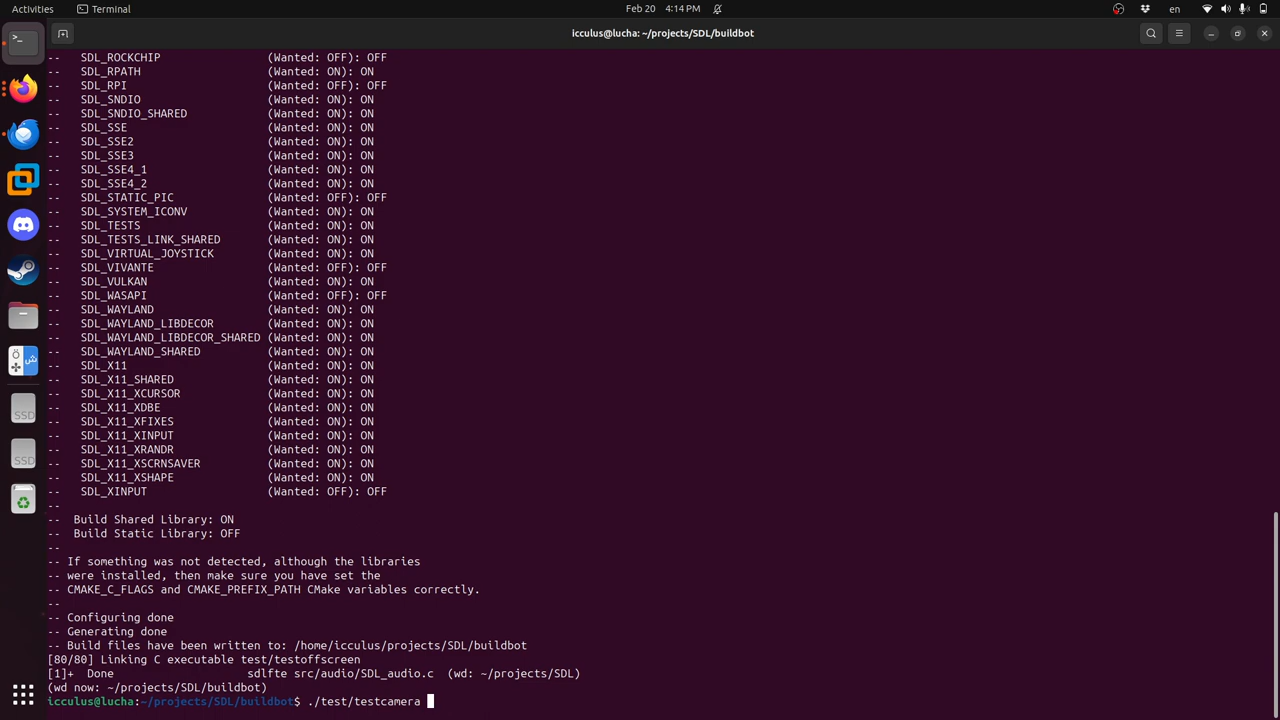 Activities
Terminal
Feb 20 4:14 PM
en
icculus@lucha: ~/projects/SDL/buildbot
-- SDL_ROCKCHIP (Wanted: OFF): OFF
-- SDL_RPATH (Wanted: ON): ON
-- SDL_RPI (Wanted: OFF): OFF
-- SDL_SNDIO (Wanted: ON): ON
-- SDL_SNDIO_SHARED (Wanted: ON): ON
-- SDL_SSE (Wanted: ON): ON
-- SDL_SSE2 (Wanted: ON): ON
-- SDL_SSE3 (Wanted: ON): ON
-- SDL_SSE4_1 (Wanted: ON): ON
-- SDL_SSE4_2 (Wanted: ON): ON
-- SDL_STATIC_PIC (Wanted: OFF): OFF
-- SDL_SYSTEM_ICONV (Wanted: ON): ON
-- SDL_TESTS (Wanted: ON): ON
-- SDL_TESTS_LINK_SHARED (Wanted: ON): ON
-- SDL_VIRTUAL_JOYSTICK (Wanted: ON): ON
-- SDL_VIVANTE (Wanted: OFF): OFF
-- SDL_VULKAN (Wanted: ON): ON
-- SDL_WASAPI (Wanted: OFF): OFF
-- SDL_WAYLAND (Wanted: ON): ON
-- SDL_WAYLAND_LIBDECOR (Wanted: ON): ON
-- SDL_WAYLAND_LIBDECOR_SHARED (Wanted: ON): ON
-- SDL_WAYLAND_SHARED (Wanted: ON): ON
-- SDL_X11 (Wanted: ON): ON
-- SDL_X11_SHARED (Wanted: ON): ON
-- SDL_X11_XCURSOR (Wanted: ON): ON
-- SDL_X11_XDBE (Wanted: ON): ON
-- SDL_X11_XFIXES (Wanted: ON): ON
-- SDL_X11_XINPUT (Wanted: ON): ON
-- SDL_X11_XRANDR (Wanted: ON): ON
-- SDL_X11_XSCRNSAVER (Wanted: ON): ON
-- SDL_X11_XSHAPE (Wanted: ON): ON
-- SDL_XINPUT (Wanted: OFF): OFF
--
-- Build Shared Library: ON
-- Build Static Library: OFF
--
-- If something was not detected, although the libraries
-- were installed, then make sure you have set the
-- CMAKE_C_FLAGS and CMAKE_PREFIX_PATH CMake variables correctly.
--
-- Configuring done
-- Generating done
-- Build files have been written to: /home/icculus/projects/SDL/buildbot
[80/80] Linking C executable test/testoffscreen
[1]+ Done sdlfte src/audio/SDL_audio.c (wd: ~/projects/SDL)
(wd now: ~/projects/SDL/buildbot)
icculus@lucha:~/projects/SDL/buildbot$ ./test/testcamera
SSD
SSD